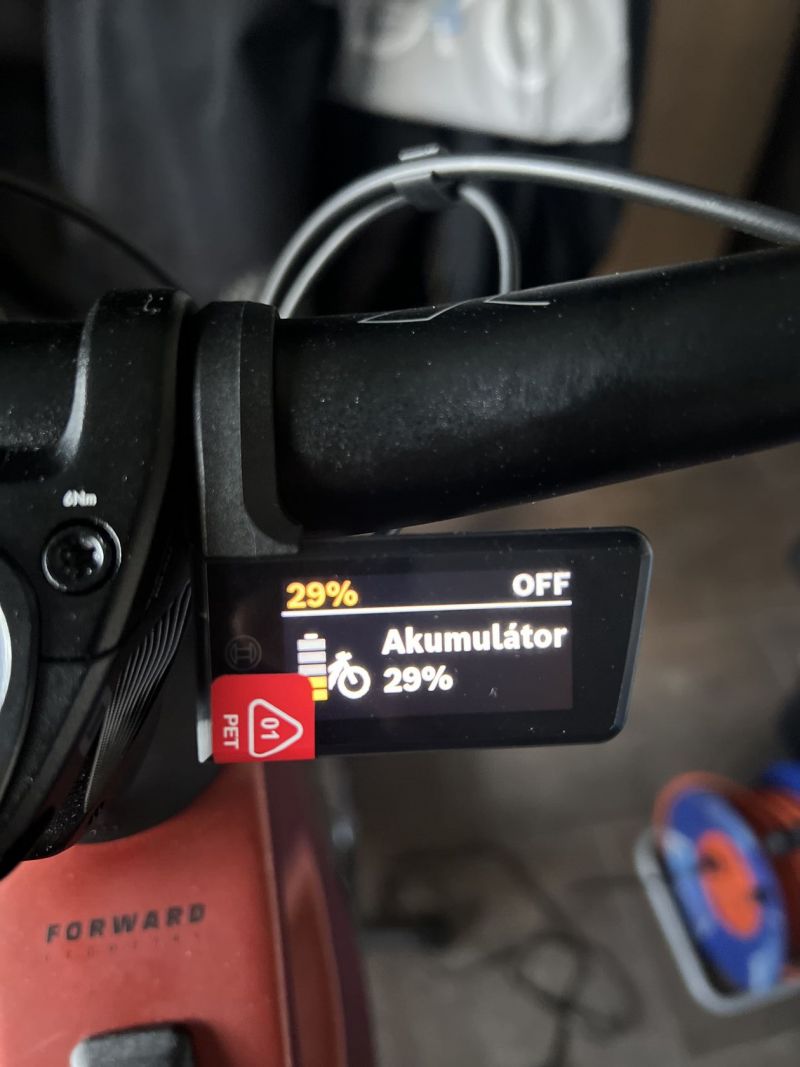 6Nm
29% OFF
Akumulátor
29%
01
PET
FORWARD